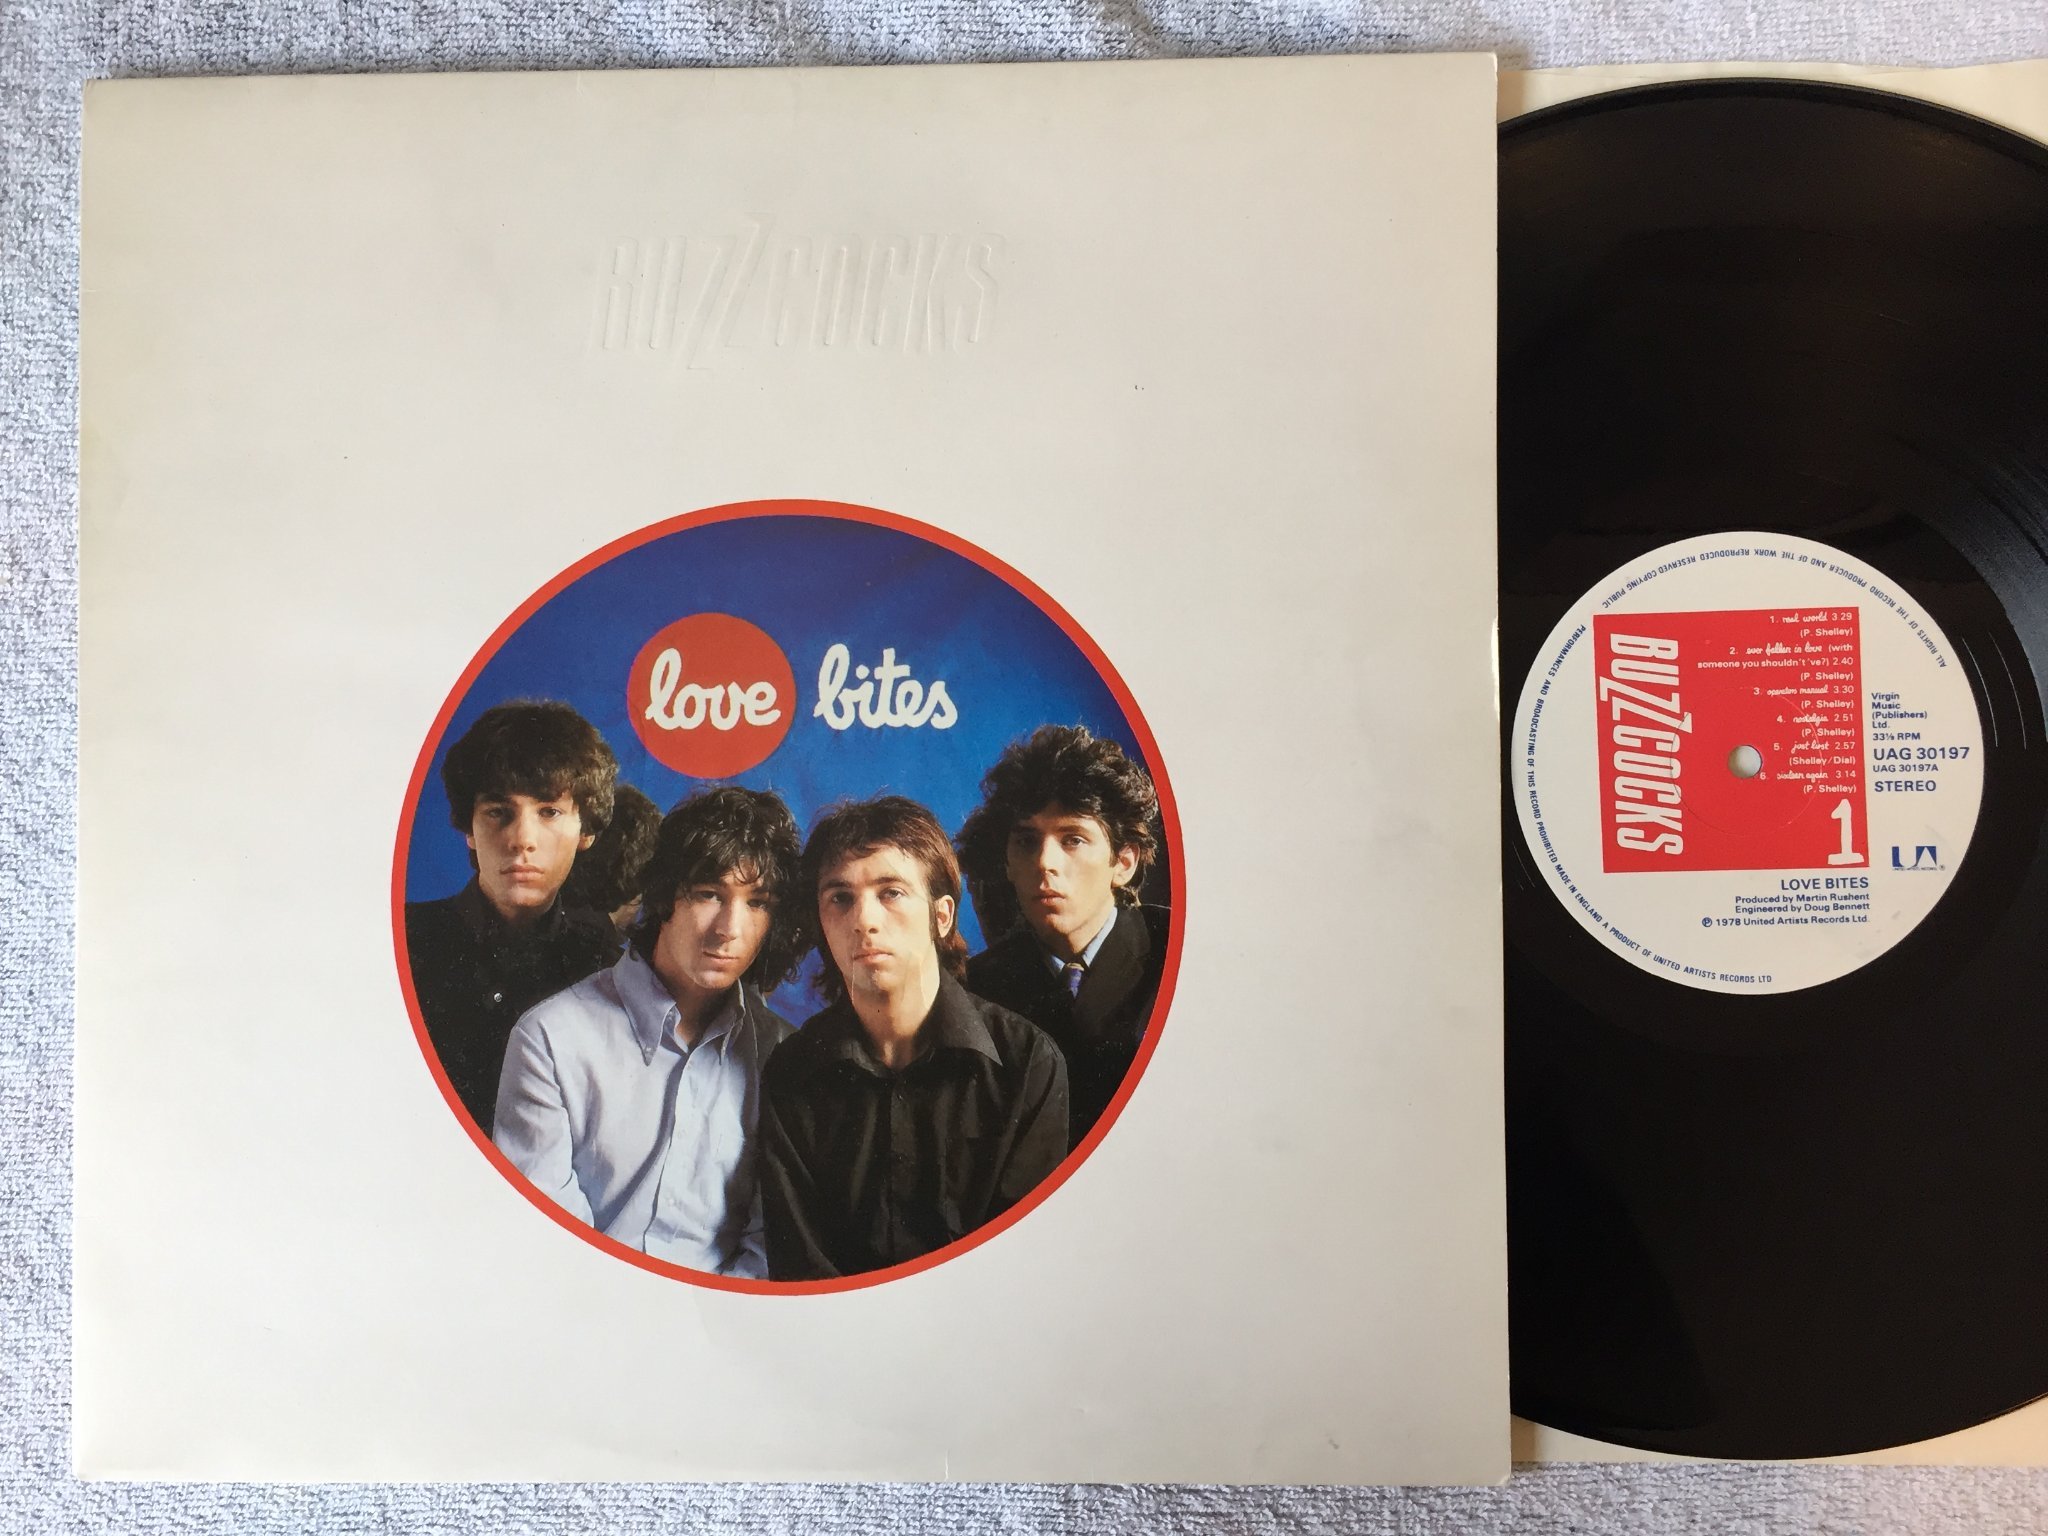 BUZZCOCKS
love bites
ALL RIGHTS OF THE RECORD PRODUCER AND OF THE WORK REPRODUCED RESERVED COPYING PUBLIC
PERFORMANCES AND BROADCASTING OF THIS RECORD PROHIBITED MADE IN ENGLAND A PRODUCT OF UNITED ARTISTS RECORDS LTD
BUZZCOCKS
1. real world 3.29
(P. Shelley)
2. ever fallen in love (with
someone you shouldn't 've?) 2.40
(P. Shelley)
3. operators manual 3.30
(P. Shelley)
4. nostalgia 2.51
(P. Shelley)
5. just lust 2.57
(Shelley/Dial)
6. sixteen again 3.14
(P. Shelley)
1
Virgin
Music
(Publishers)
Ltd.
33⅓ RPM
UAG 30197
UAG 30197A
STEREO
UA
UNITED ARTISTS RECORDS
LOVE BITES
Produced by Martin Rushent
Engineered by Doug Bennett
℗ 1978 United Artists Records Ltd.